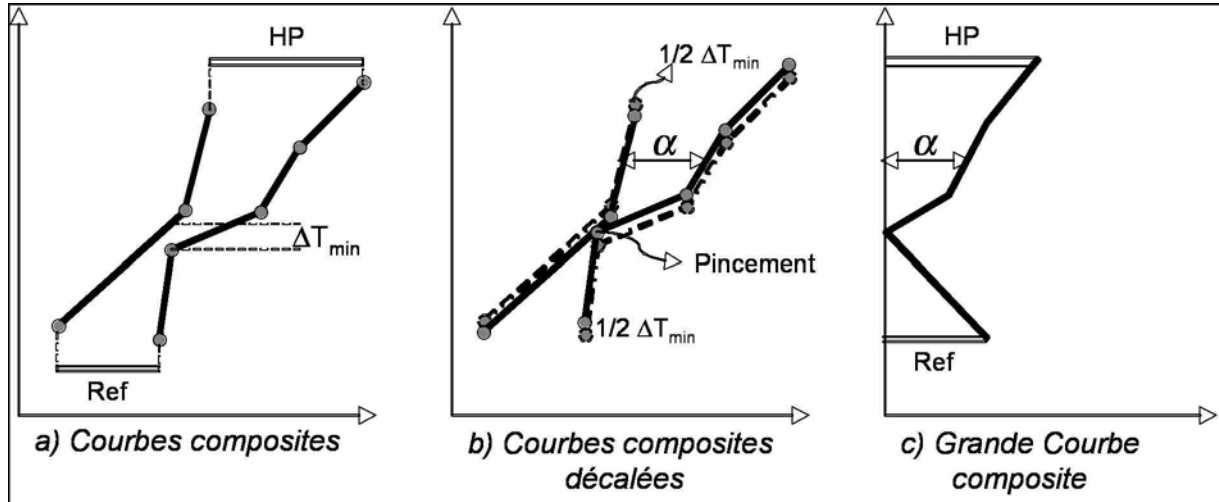 HP
ΔTmin
Ref
a) Courbes composites
1/2 ΔTmin
α
Pincement
1/2 ΔTmin
b) Courbes composites
décalées
HP
α
Ref
c) Grande Courbe
composite